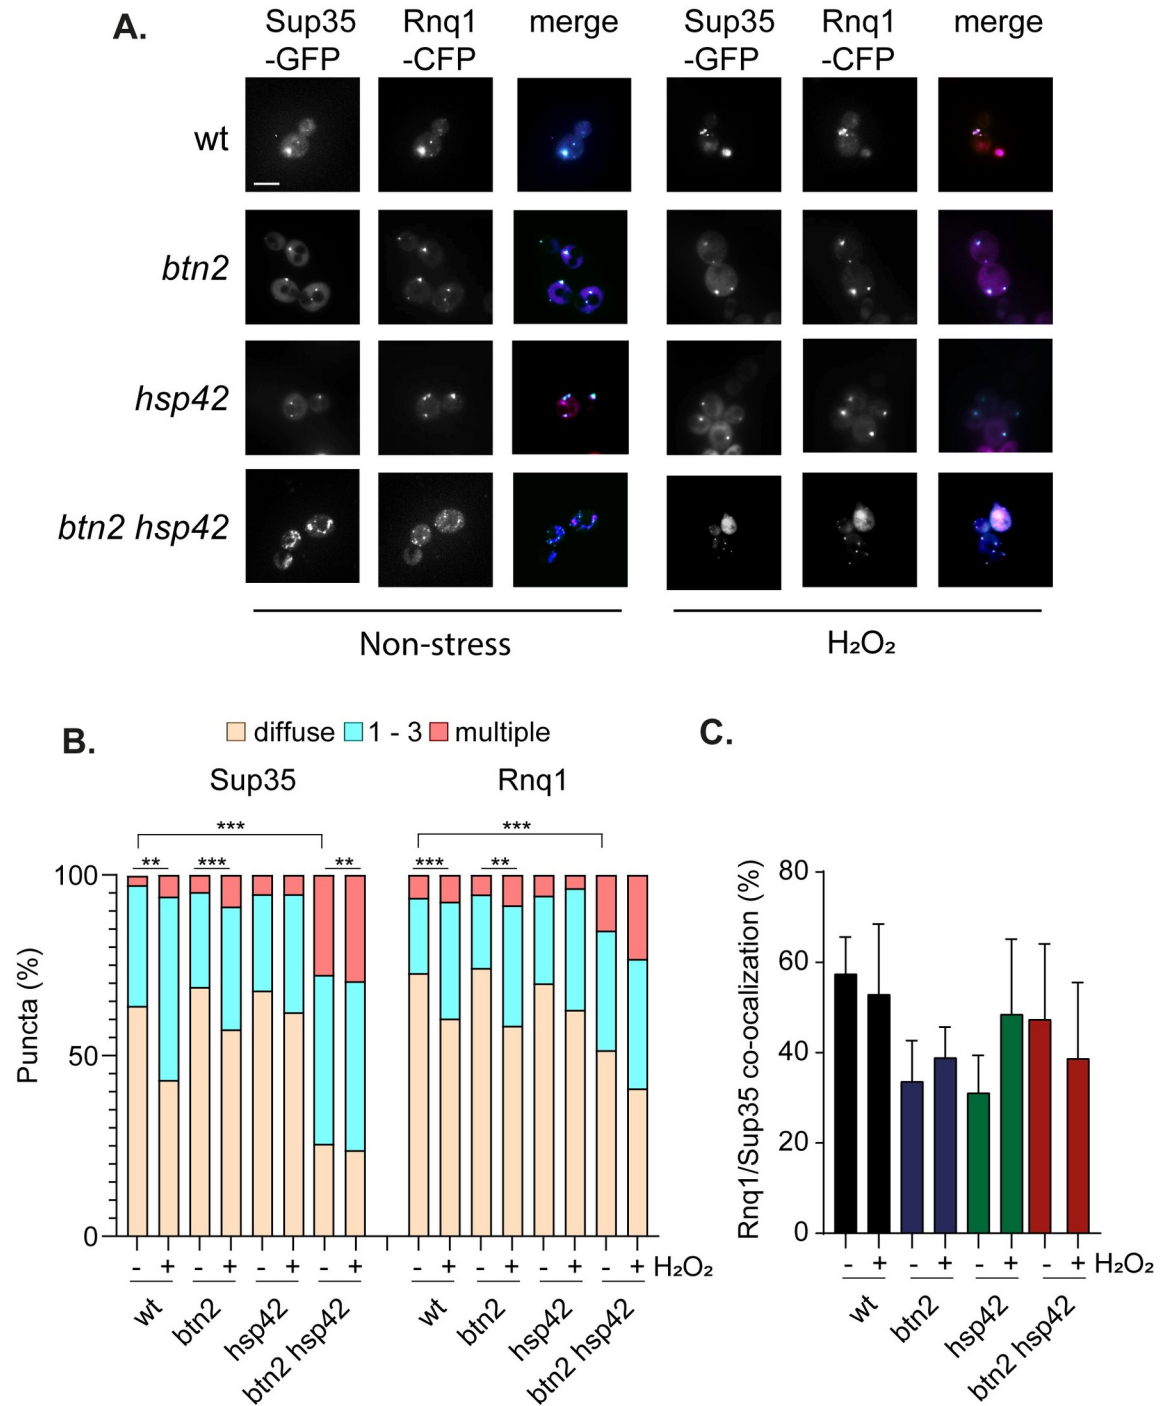 A.
Sup35 Rnq1 merge Sup35 Rnq1 merge
-GFP -CFP -GFP -CFP
wt
btn2
hsp42
btn2 hsp42
Non-stress H₂O₂
B.
diffuse 1 - 3 multiple
Sup35 Rnq1
*** ***
** *** ** *** **
Puncta (%)
100
50
0
- + - + - + - + - + - + - + - + H₂O₂
wt btn2 hsp42 btn2 hsp42 wt btn2 hsp42 btn2 hsp42
C.
Rnq1/Sup35 co-ocalization (%)
80
60
40
20
0
- + - + - + - + H₂O₂
wt btn2 hsp42 btn2 hsp42